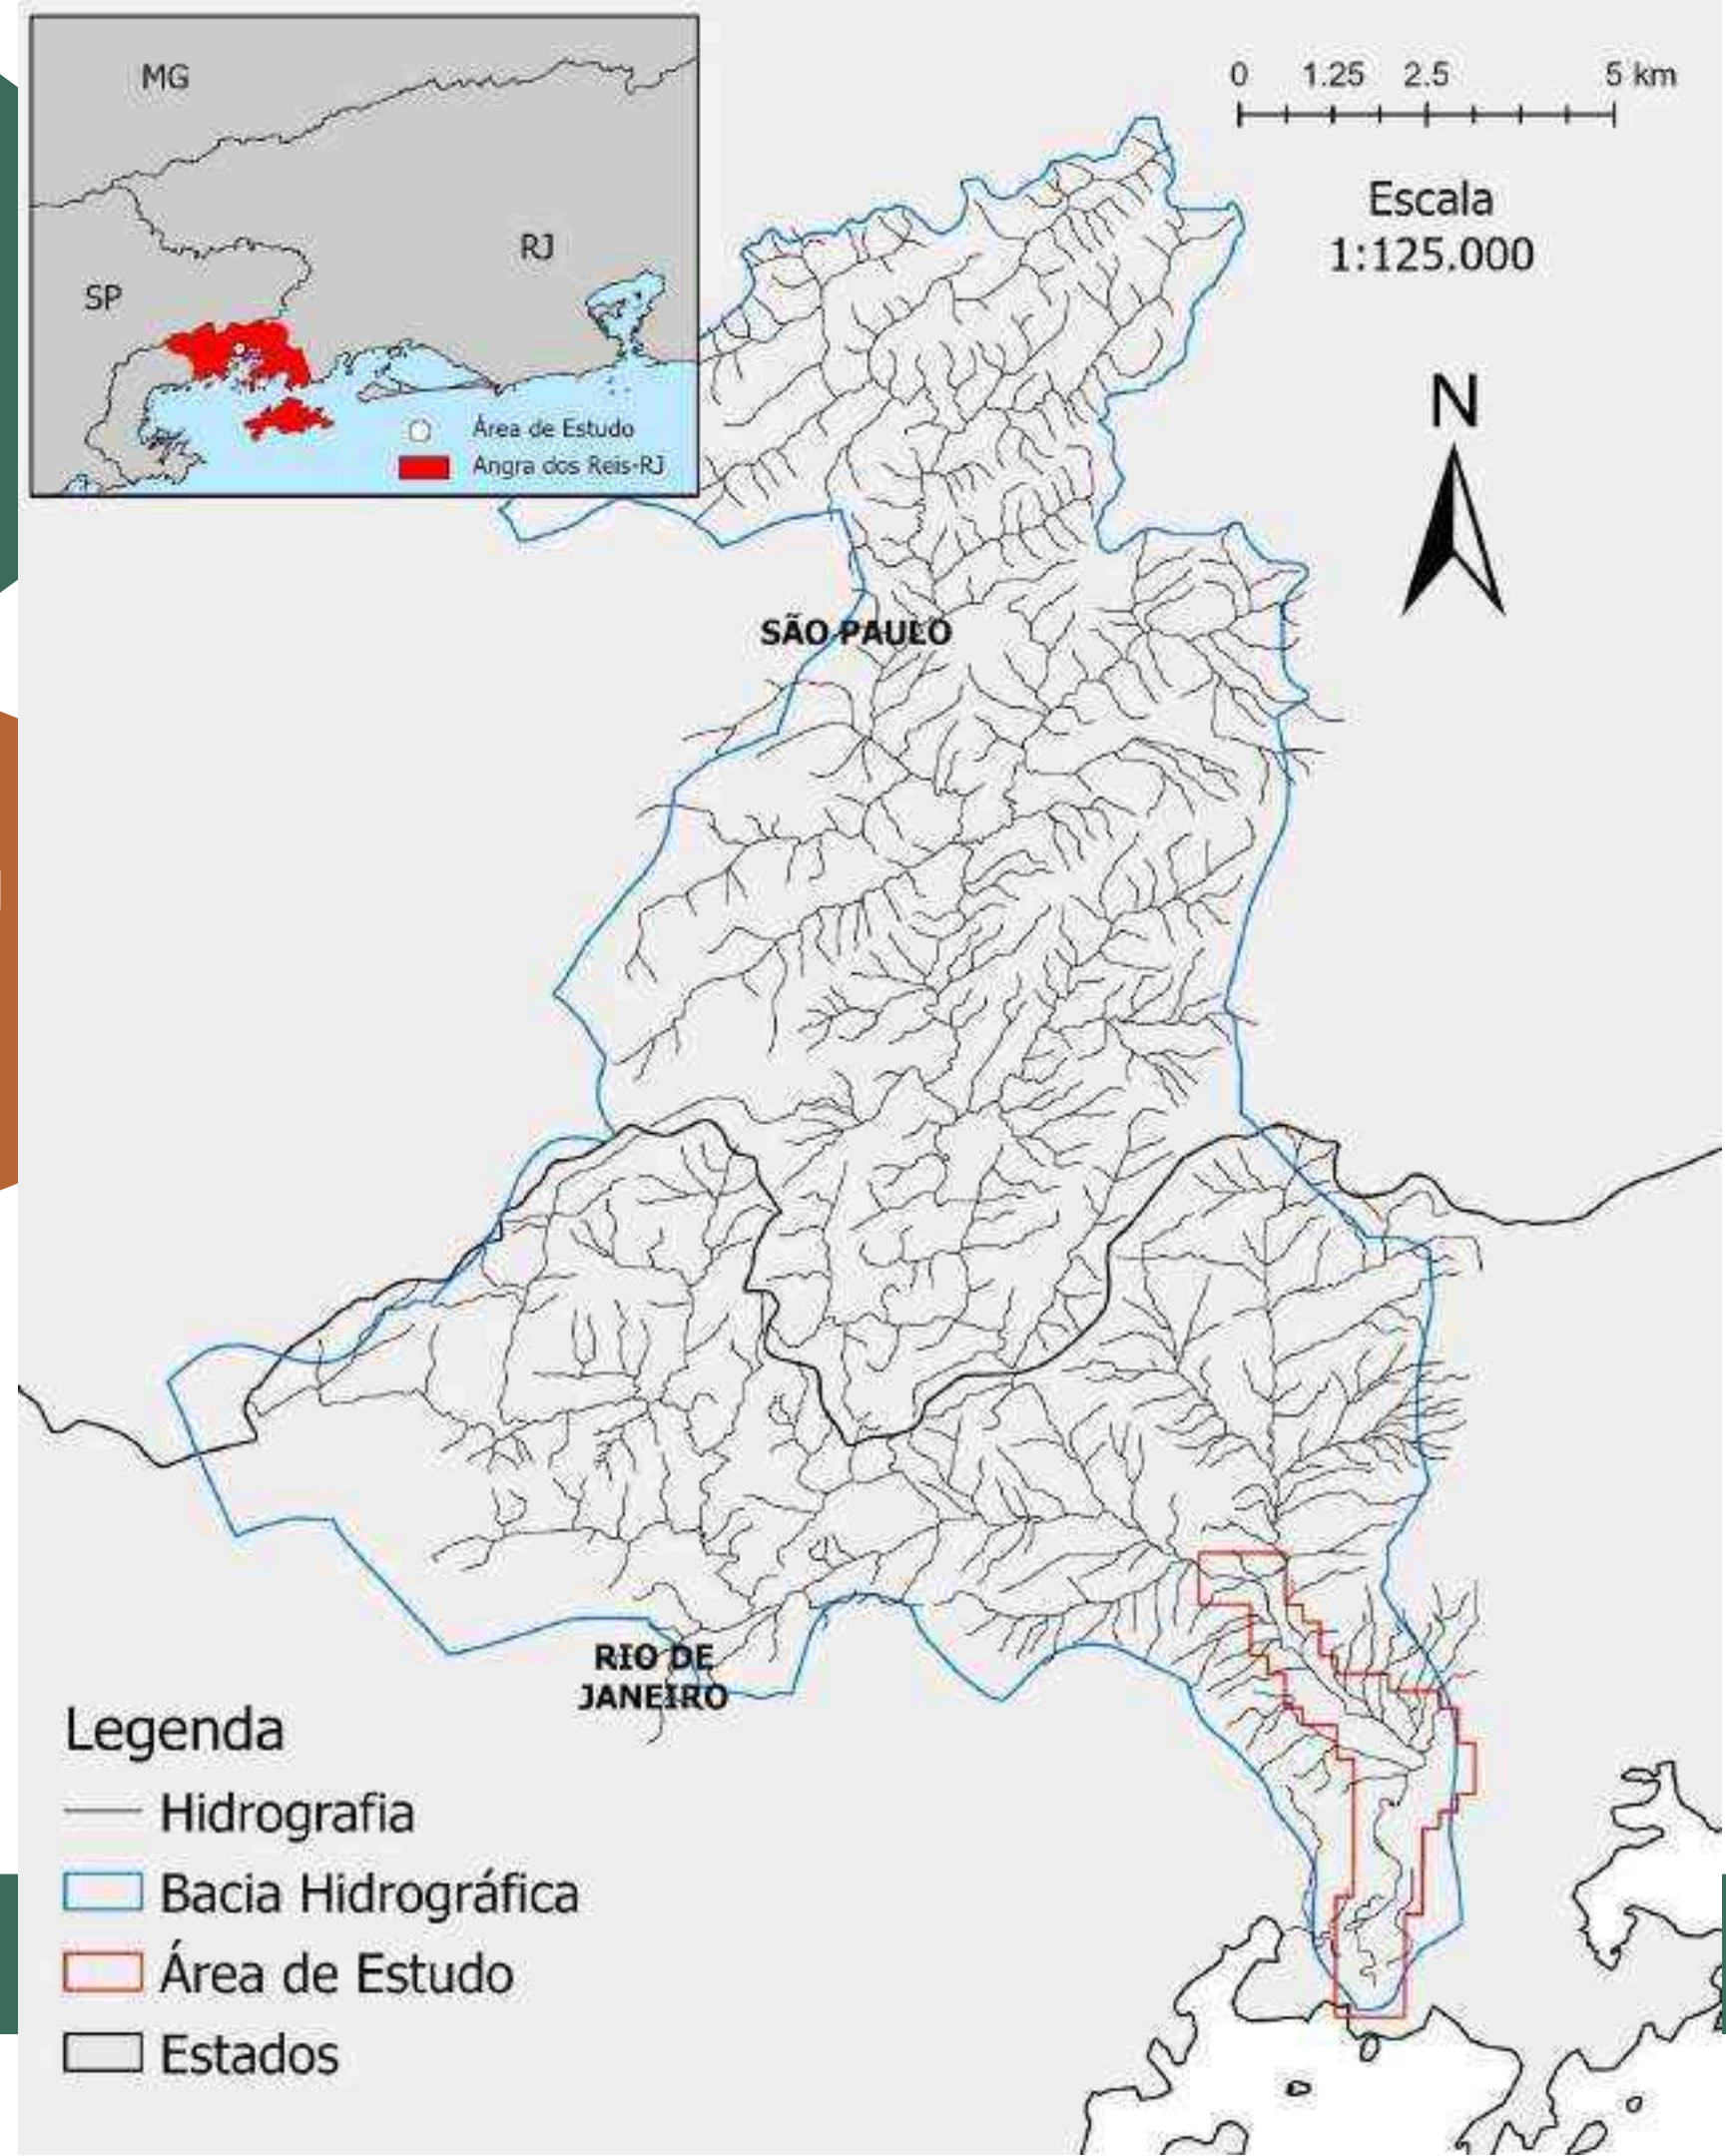 MG
RJ
SP
Área de Estudo
Angra dos Reis-RJ
0 1.25 2.5 5 km
Escala
1:125.000
N
SÃO PAULO
RIO DE
JANEIRO
Legenda
Hidrografia
Bacia Hidrográfica
Área de Estudo
Estados